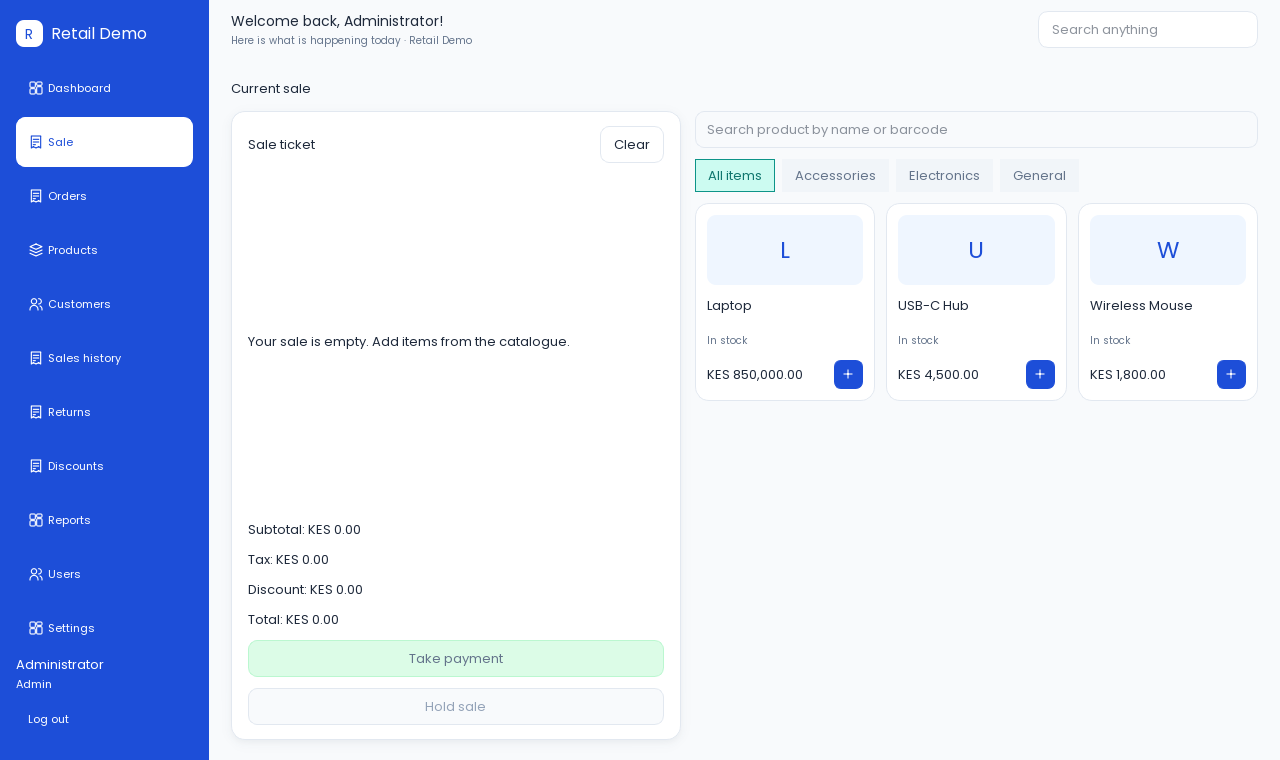 R
Retail Demo
Dashboard
Sale
Orders
Products
Customers
Sales history
Returns
Discounts
Reports
Users
Settings
Administrator
Admin
Log out
Welcome back, Administrator!
Here is what is happening today · Retail Demo
Search anything
Current sale
Sale ticket
Clear
Your sale is empty. Add items from the catalogue.
Subtotal: KES 0.00
Tax: KES 0.00
Discount: KES 0.00
Total: KES 0.00
Take payment
Hold sale
Search product by name or barcode
All items
Accessories
Electronics
General
L
Laptop
In stock
KES 850,000.00
+
U
USB-C Hub
In stock
KES 4,500.00
+
W
Wireless Mouse
In stock
KES 1,800.00
+